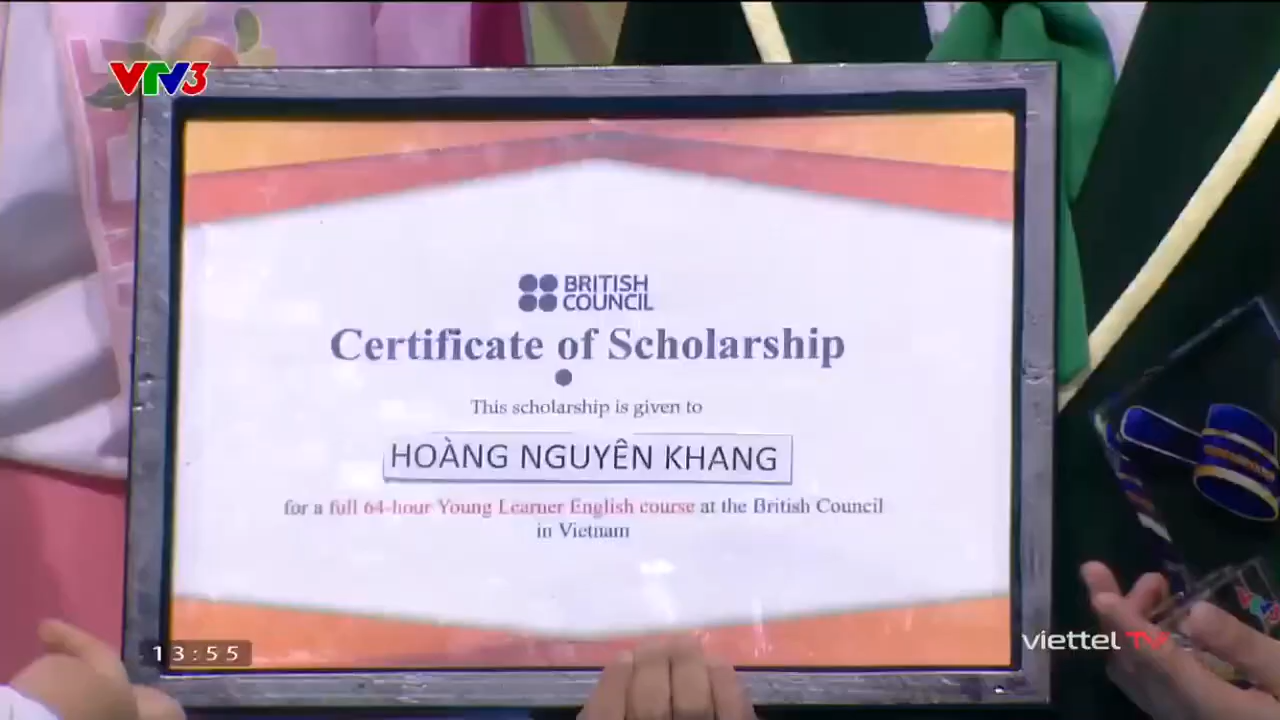 VTV3
BRITISH
COUNCIL
Certificate of Scholarship
This scholarship is given to
HOÀNG NGUYÊN KHANG
for a full 64-hour Young Learner English course at the British Council
in Vietnam
13:55
viettel TV